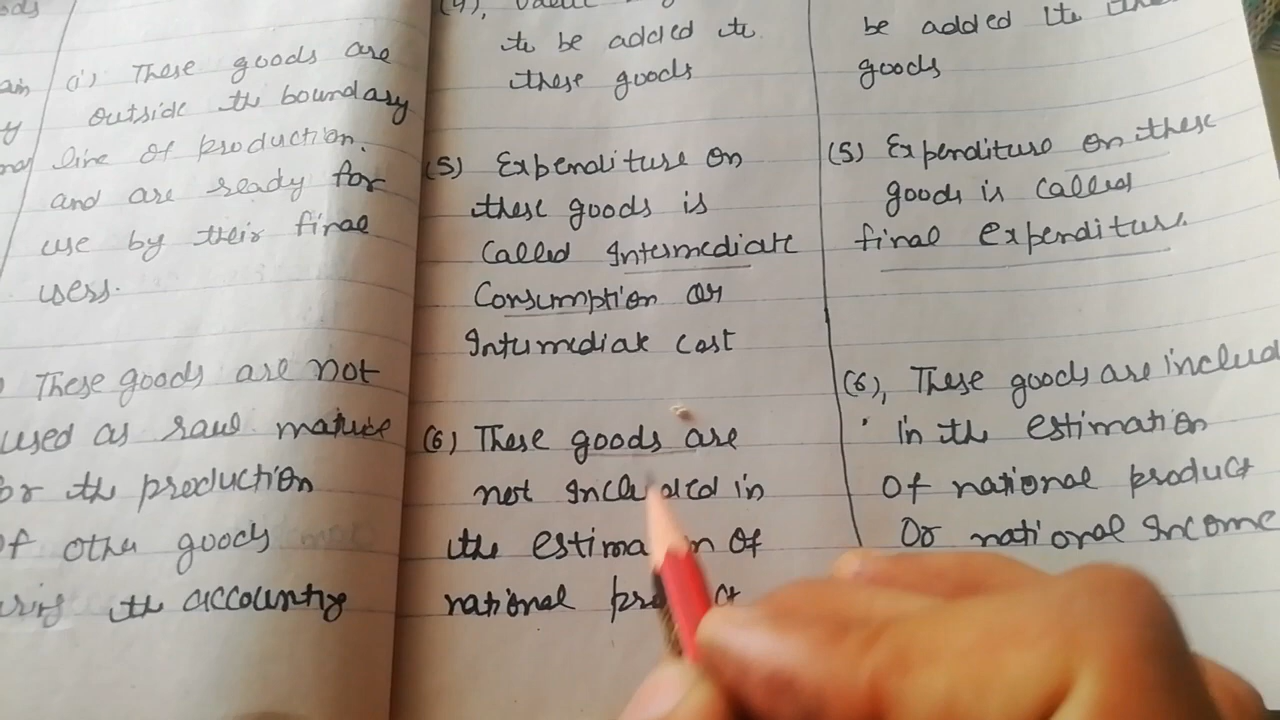 (i) These goods are
outside the boundary
line of production.
and are ready for
use by their final
users.
These goods are not
used as raw
the production
of other goods
the accounting
(4),
to be added to
these goods
(5) Expenditure on
these goods is
Called Intermediate
Consumption or
Intermediate cost
(6) These goods are
not Included in
the estimation of
national product
be added to
goods
(5) Expenditure on these
goods is called
final expenditure.
(6), These goods are includ
in the estimation
Of national product
Or national Income